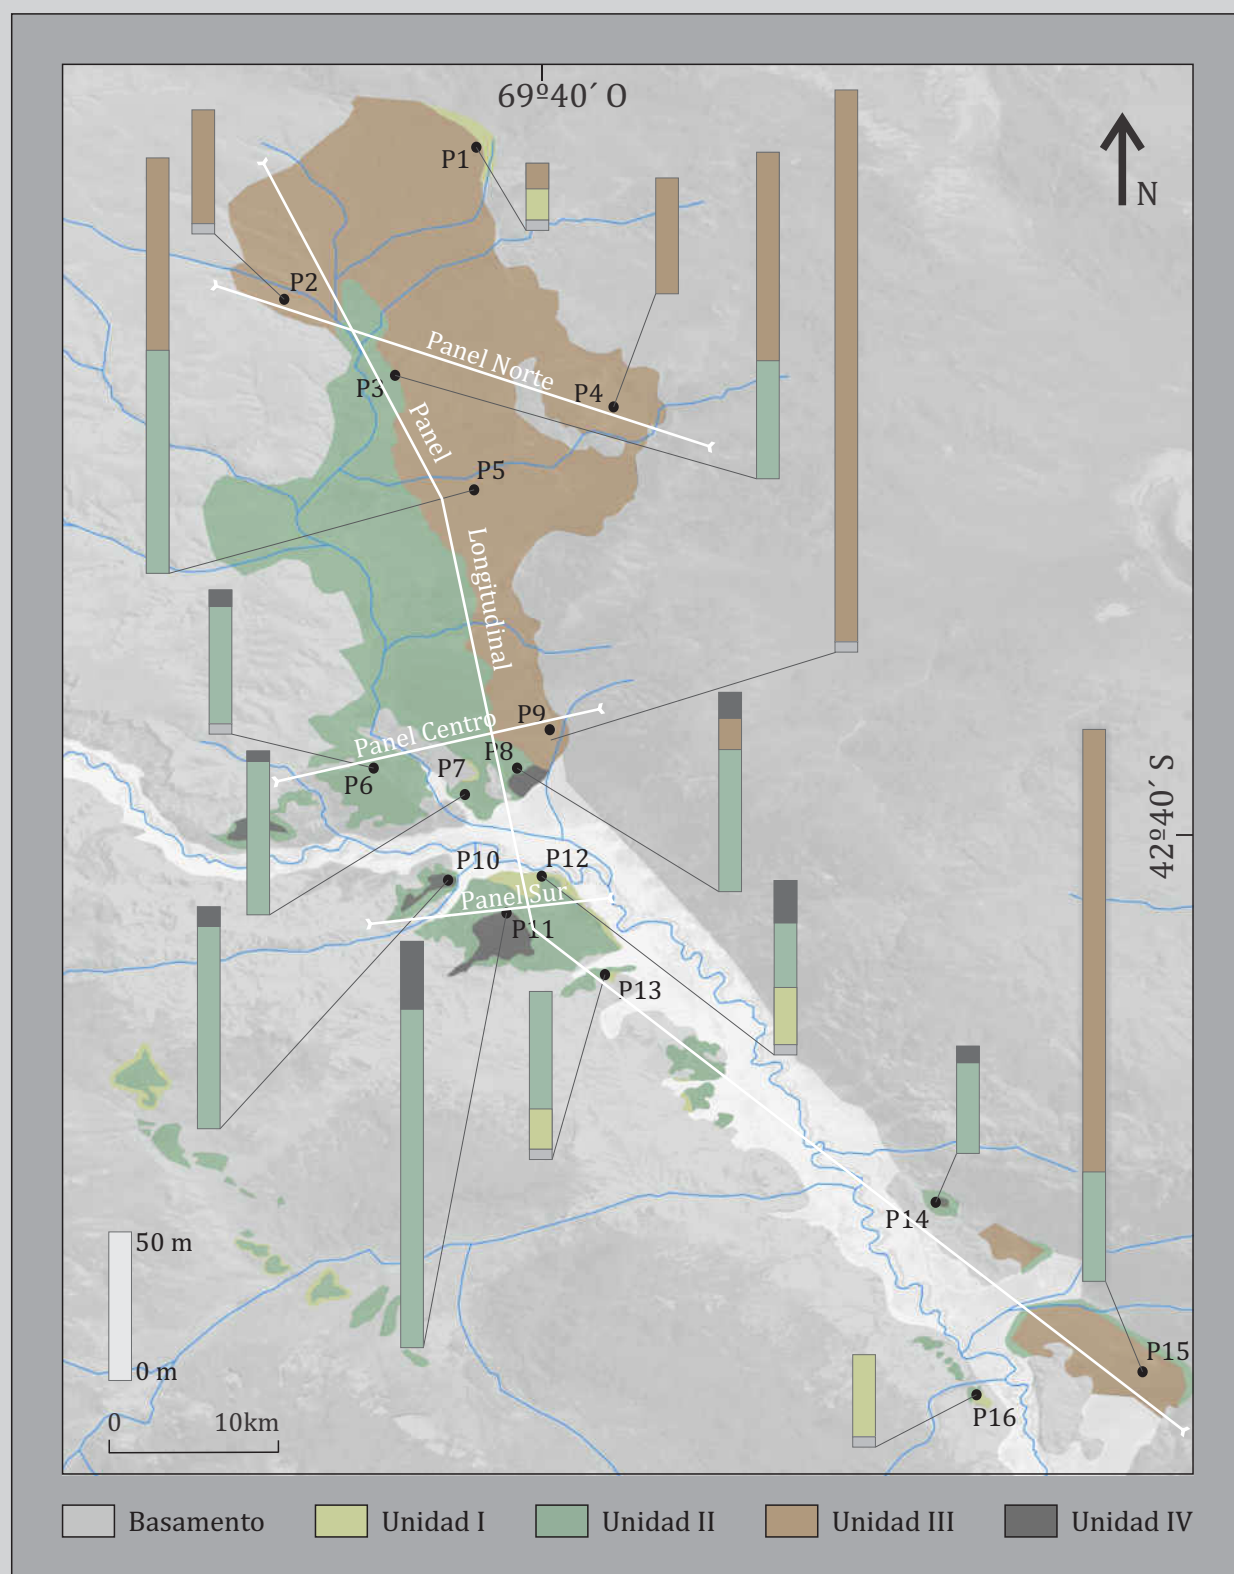 69º40´ O
N
P1
P2
Panel Norte
P3
P4
Panel
P5
Longitudinal
P9
Panel Centro
P8
P6
P7
42º40´ S
P10
P12
Panel Sur
P11
P13
P14
50 m
0 m
P15
0
10km
P16
Basamento
Unidad I
Unidad II
Unidad III
Unidad IV